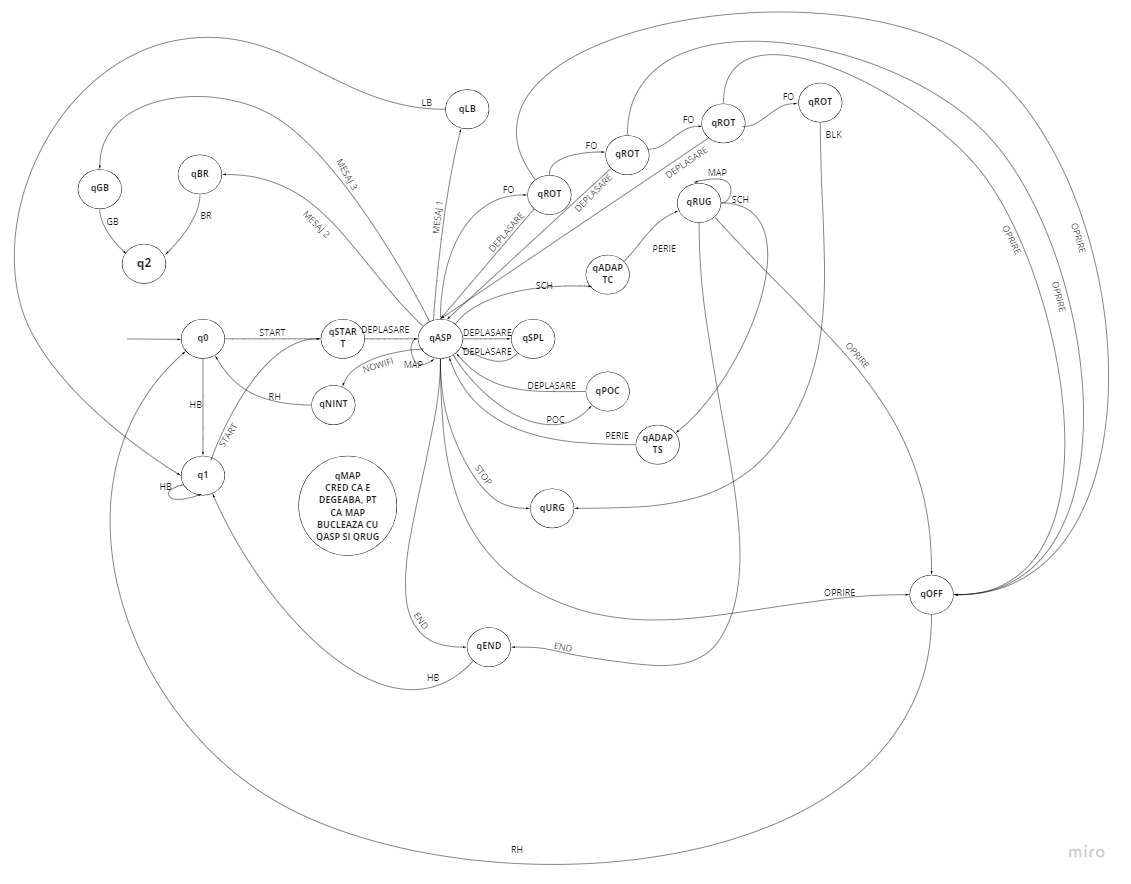 LB
qLB
FO
qROT
BLK
FO
qROT
FO
qROT
DEPLASARE
MESAJ 3
qGB
qBR
FO
qROT
DEPLASARE
MAP
qRUG
SCH
GB
BR
MESAJ 2
MESAJ 1
DEPLASARE
OPRIRE
OPRIRE
q2
PERIE
qADAP
TC
SCH
OPRIRE
q0
START
qSTAR
T
DEPLASARE
qASP
DEPLASARE
qSPL
DEPLASARE
OPRIRE
NOWIFI
MAP
HB
RH
qNINT
DEPLASARE
qPOC
POC
START
PERIE
qADAP
TS
q1
HB
STOP
qMAP
CRED CA E
DEGEABA, PT
CA MAP
BUCLEAZA CU
QASP SI QRUG
qURG
OPRIRE
qOFF
END
qEND
END
HB
RH
miro